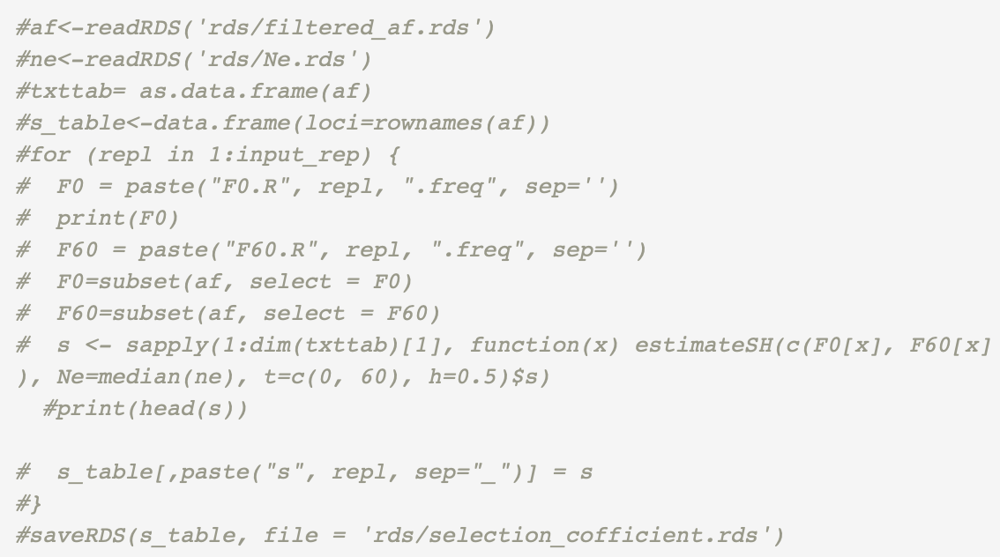 #af<-readRDS('rds/filtered_af.rds')
#ne<-readRDS('rds/Ne.rds')
#txttab= as.data.frame(af)
#s_table<-data.frame(loci=rownames(af))
#for (repl in 1:input_rep) {
#  F0 = paste("F0.R", repl, ".freq", sep='')
#  print(F0)
#  F60 = paste("F60.R", repl, ".freq", sep='')
#  F0=subset(af, select = F0)
#  F60=subset(af, select = F60)
#  s <- sapply(1:dim(txttab)[1], function(x) estimateSH(c(F0[x], F60[x]
), Ne=median(ne), t=c(0, 60), h=0.5)$s)
  #print(head(s))
#  s_table[,paste("s", repl, sep="_")] = s
#}
#saveRDS(s_table, file = 'rds/selection_cofficient.rds')